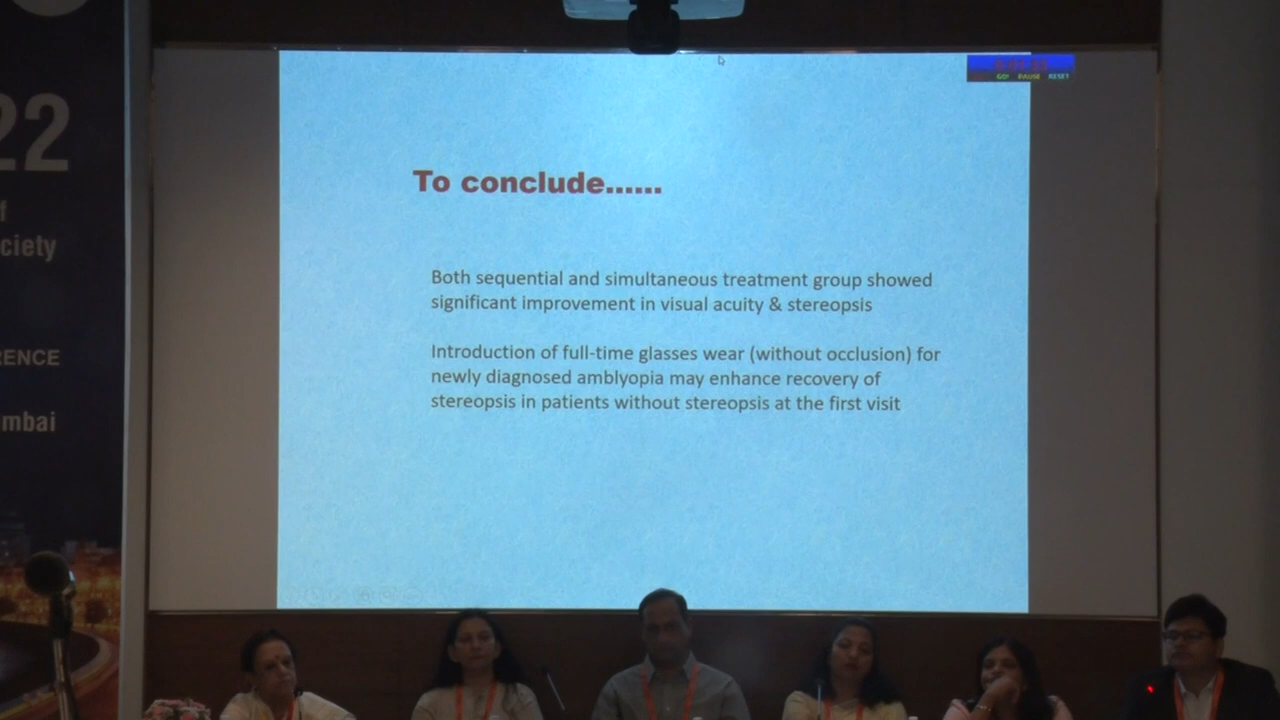 22
f
ciety
RENCE
mbai
GO! PAUSE RESET
To conclude......
Both sequential and simultaneous treatment group showed
significant improvement in visual acuity & stereopsis
Introduction of full-time glasses wear (without occlusion) for
newly diagnosed amblyopia may enhance recovery of
stereopsis in patients without stereopsis at the first visit